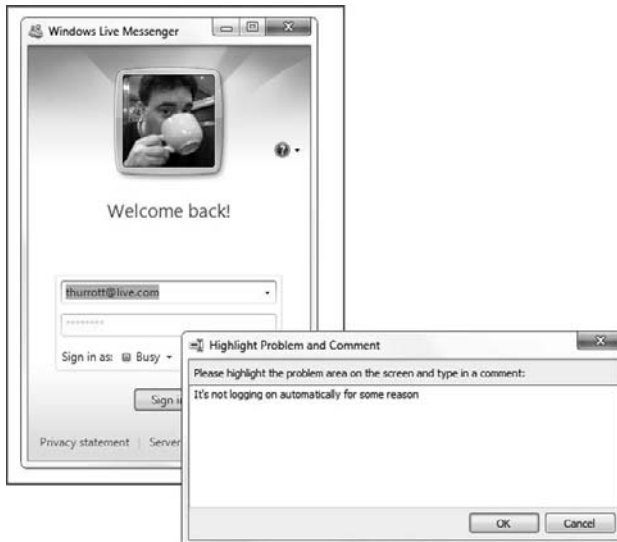 Windows Live Messenger
Welcome back!
thurrott@live.com
Sign in as: Busy
Sign i
Privacy statement | Server
Highlight Problem and Comment
Please highlight the problem area on the screen and type in a comment:
It's not logging on automatically for some reason
OK Cancel